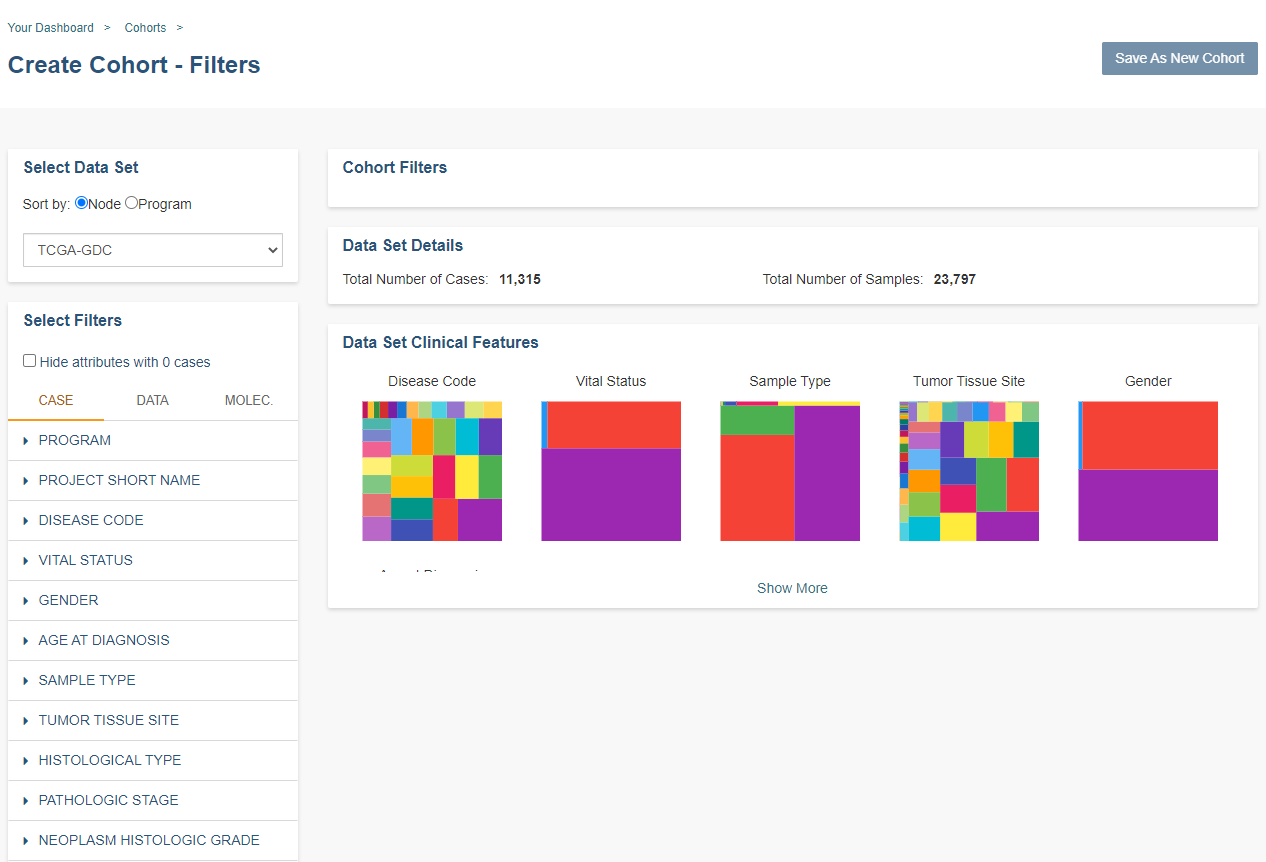 Your Dashboard > Cohorts >
Create Cohort - Filters
Save As New Cohort
Select Data Set
Sort by: Node Program
TCGA-GDC
Select Filters
Hide attributes with 0 cases
CASE DATA MOLEC.
PROGRAM
PROJECT SHORT NAME
DISEASE CODE
VITAL STATUS
GENDER
AGE AT DIAGNOSIS
SAMPLE TYPE
TUMOR TISSUE SITE
HISTOLOGICAL TYPE
PATHOLOGIC STAGE
NEOPLASM HISTOLOGIC GRADE
Cohort Filters
Data Set Details
Total Number of Cases: 11,315 Total Number of Samples: 23,797
Data Set Clinical Features
Disease Code Vital Status Sample Type Tumor Tissue Site Gender
Show More